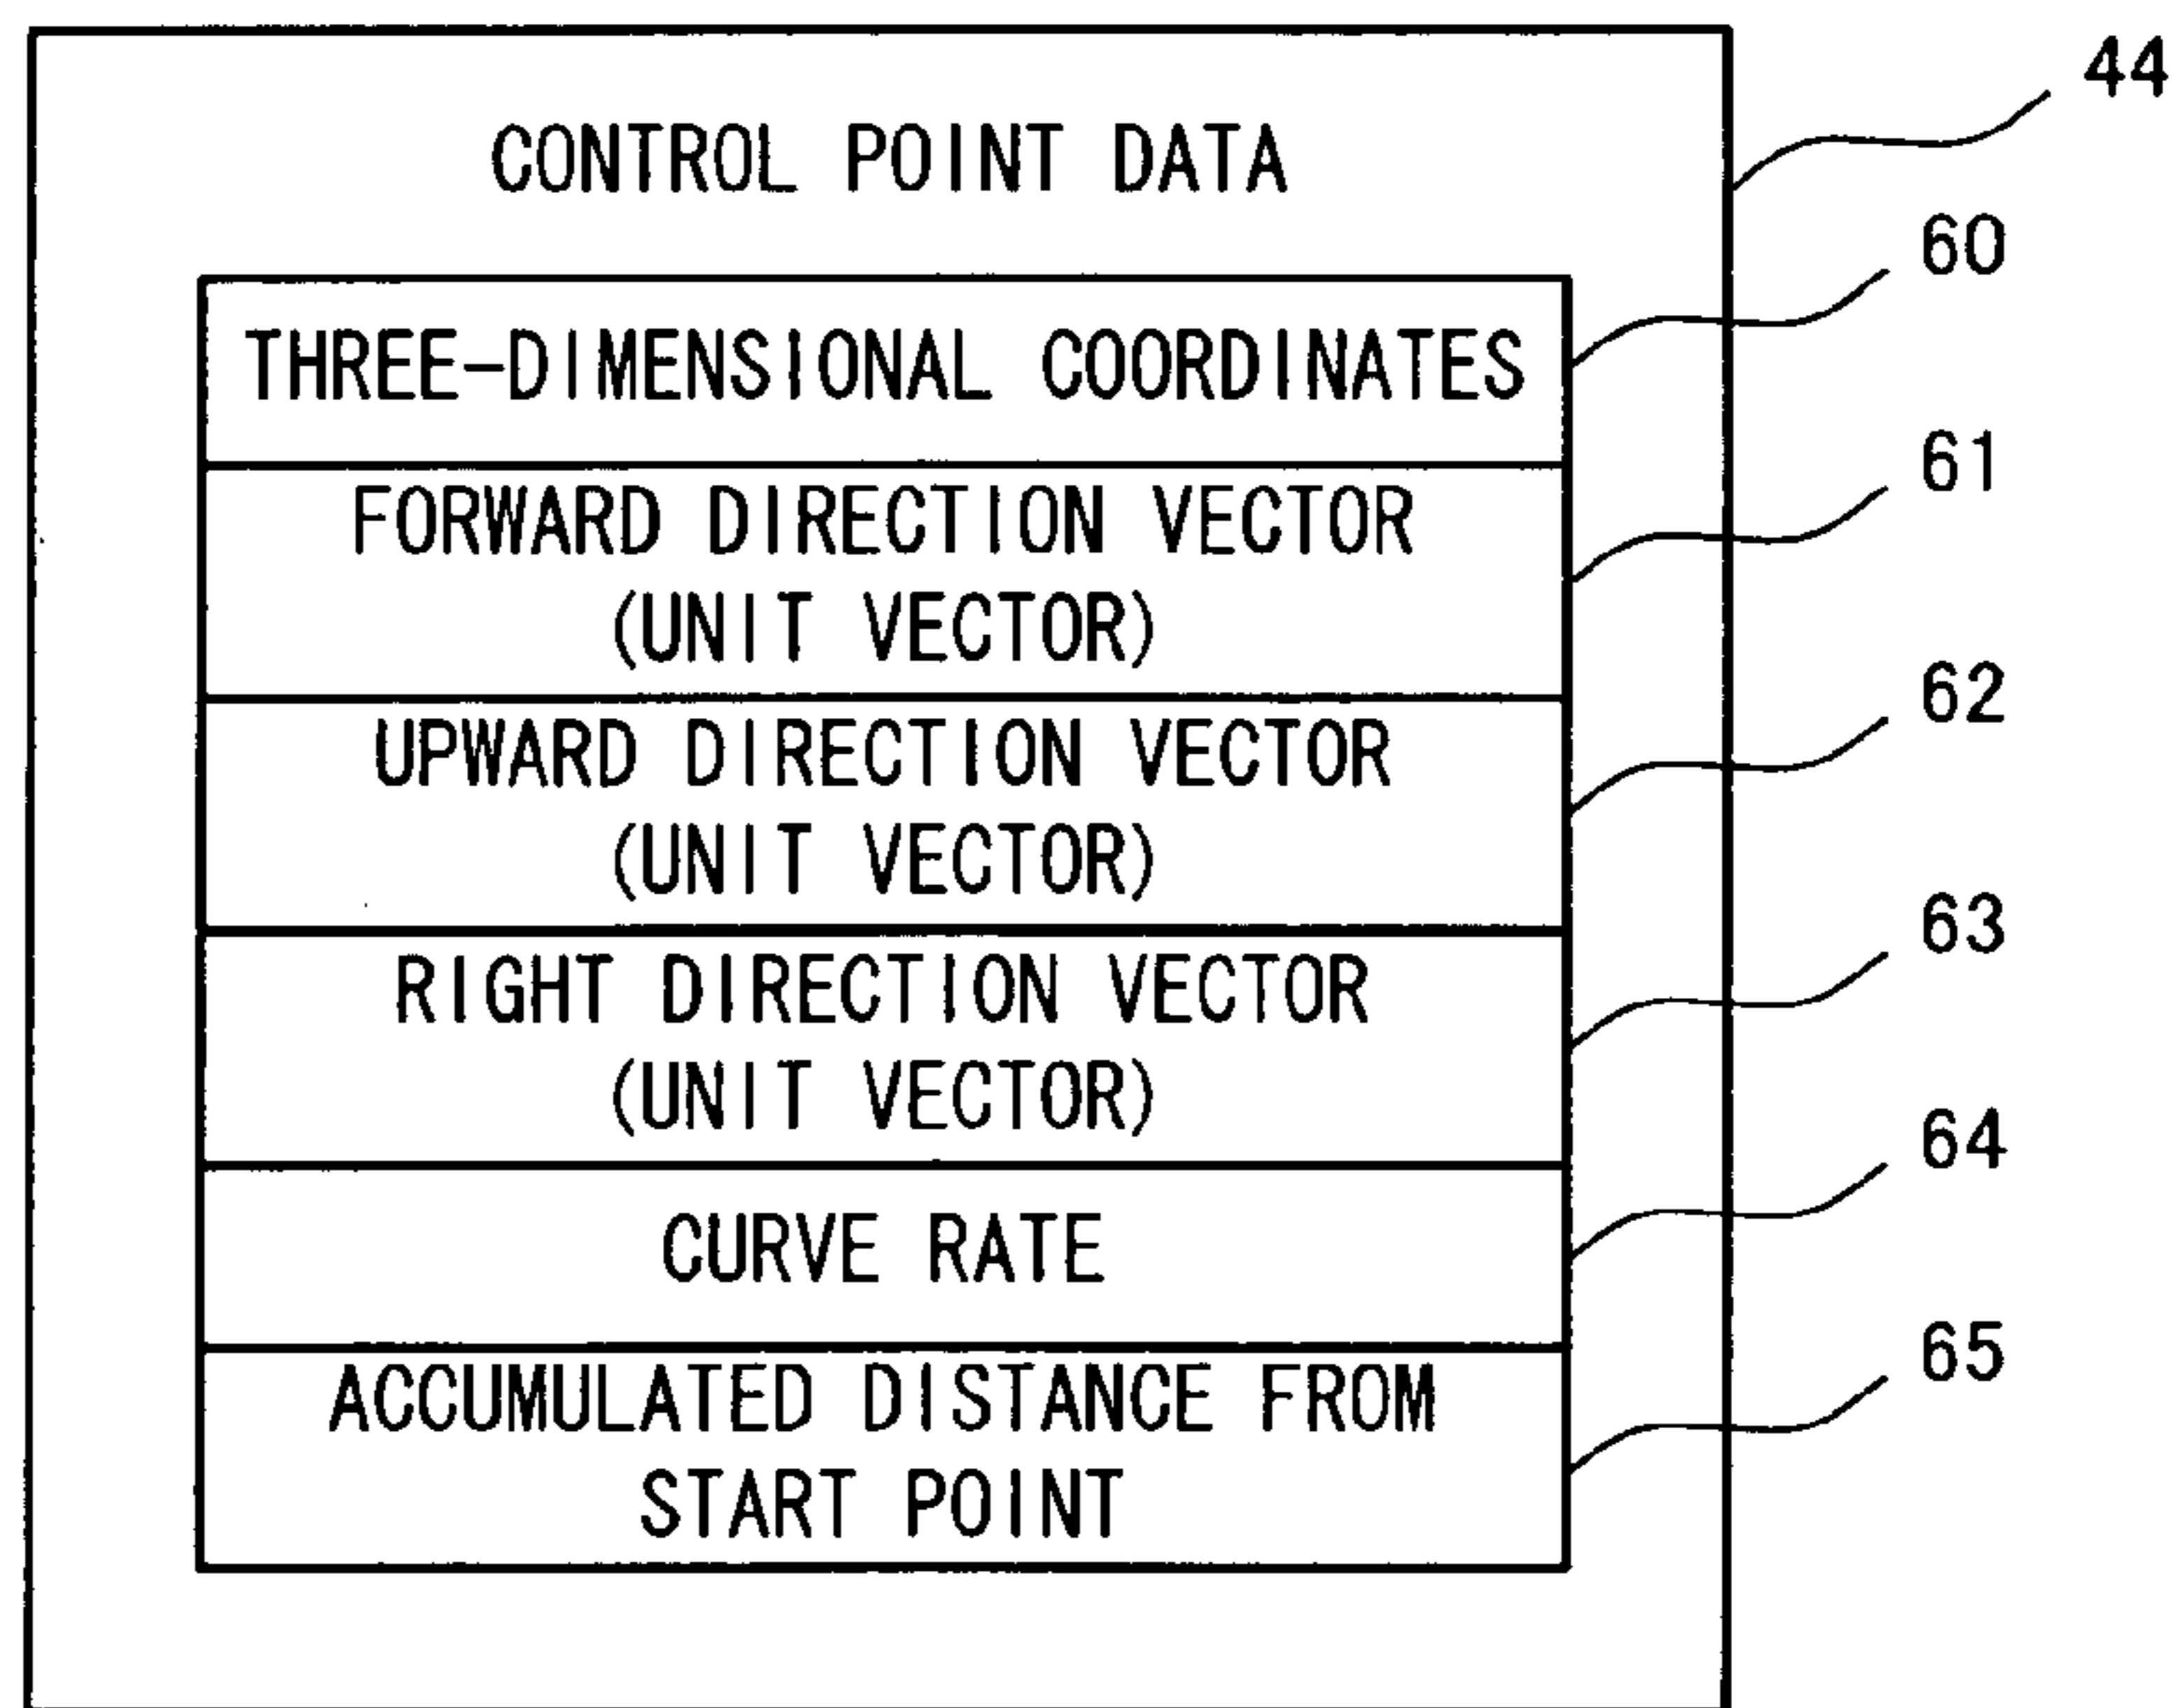 44
CONTROL POINT DATA
60
THREE-DIMENSIONAL COORDINATES
61
FORWARD DIRECTION VECTOR
(UNIT VECTOR)
62
UPWARD DIRECTION VECTOR
(UNIT VECTOR)
63
RIGHT DIRECTION VECTOR
(UNIT VECTOR)
64
CURVE RATE
65
ACCUMULATED DISTANCE FROM
START POINT